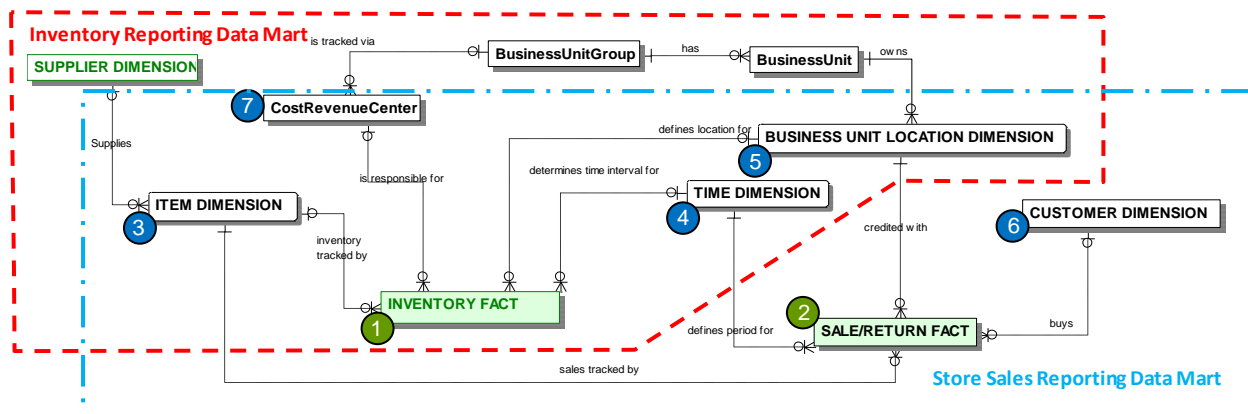 Inventory Reporting Data Mart
is tracked via
BusinessUnitGroup
has
BusinessUnit
owns
SUPPLIER DIMENSION
7
CostRevenueCenter
Supplies
defines location for
BUSINESS UNIT LOCATION DIMENSION
5
is responsible for
determines time interval for
ITEM DIMENSION
3
TIME DIMENSION
4
CUSTOMER DIMENSION
6
credited with
inventory
tracked by
INVENTORY FACT
1
2
defines period for
SALE/RETURN FACT
buys
sales tracked by
Store Sales Reporting Data Mart